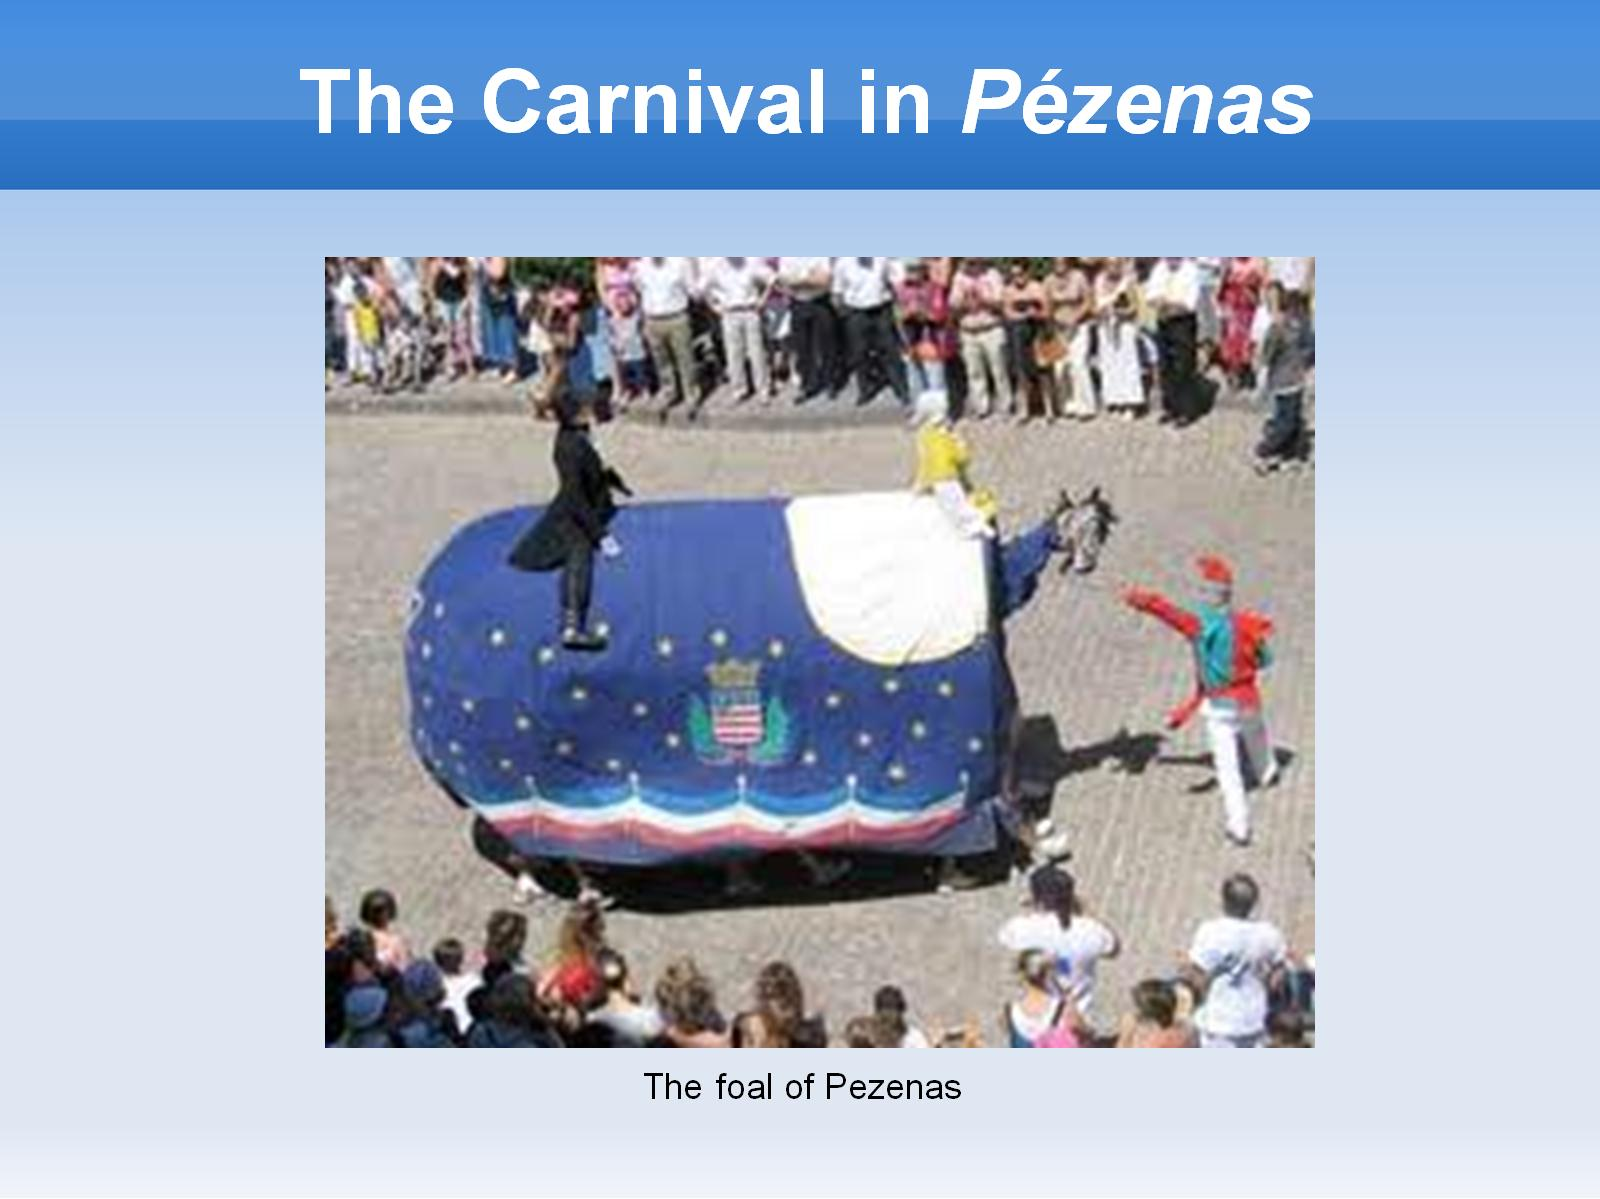 The Carnival in Pézenas
The foal of Pezenas